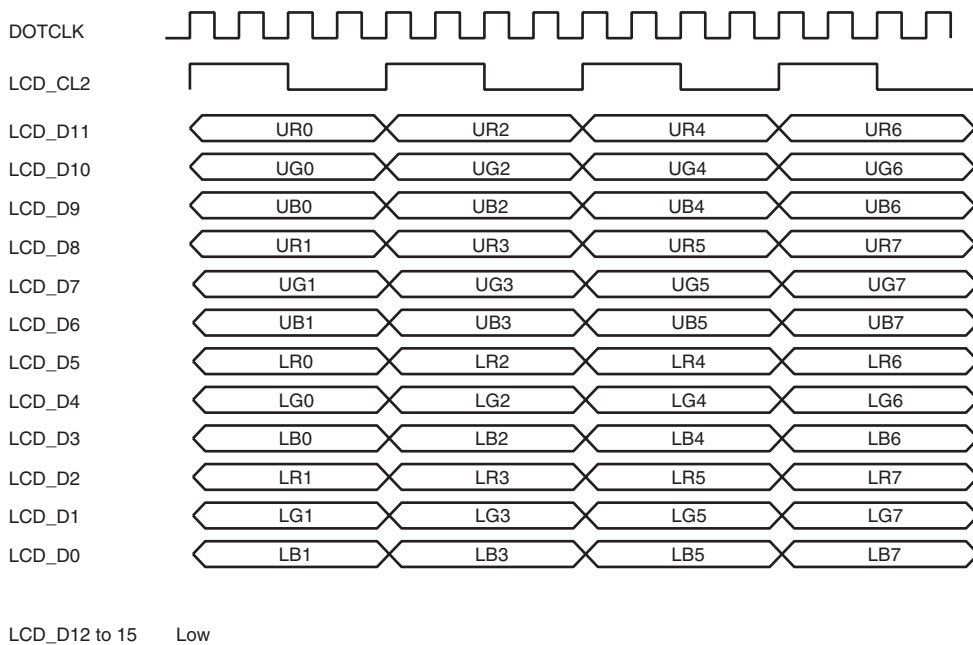 DOTCLK
LCD_CL2
LCD_D11 UR0 UR2 UR4 UR6
LCD_D10 UG0 UG2 UG4 UG6
LCD_D9 UB0 UB2 UB4 UB6
LCD_D8 UR1 UR3 UR5 UR7
LCD_D7 UG1 UG3 UG5 UG7
LCD_D6 UB1 UB3 UB5 UB7
LCD_D5 LR0 LR2 LR4 LR6
LCD_D4 LG0 LG2 LG4 LG6
LCD_D3 LB0 LB2 LB4 LB6
LCD_D2 LR1 LR3 LR5 LR7
LCD_D1 LG1 LG3 LG5 LG7
LCD_D0 LB1 LB3 LB5 LB7
LCD_D12 to 15 Low